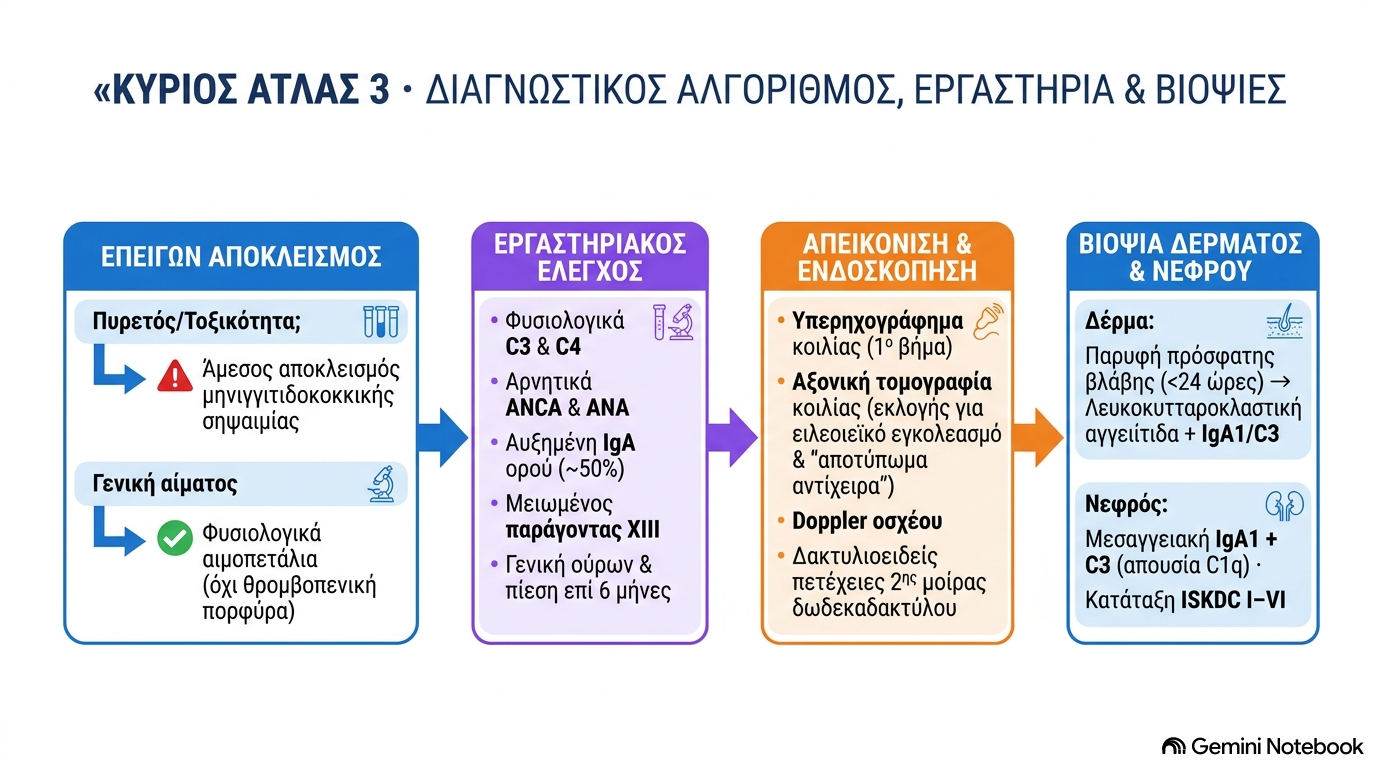 «ΚΥΡΙΟΣ ΑΤΛΑΣ 3 · ΔΙΑΓΝΩΣΤΙΚΟΣ ΑΛΓΟΡΙΘΜΟΣ, ΕΡΓΑΣΤΗΡΙΑ & ΒΙΟΨΙΕΣ
ΕΠΕΙΓΩΝ ΑΠΟΚΛΕΙΣΜΟΣ
Πυρετός/Τοξικότητα;
Άμεσος αποκλεισμός
μηνιγγιτιδοκοκκικής
σηψαιμίας
Γενική αίματος
Φυσιολογικά
αιμοπετάλια
(όχι θρομβοπενική
πορφύρα)
ΕΡΓΑΣΤΗΡΙΑΚΟΣ
ΕΛΕΓΧΟΣ
• Φυσιολογικά
C3 & C4
• Αρνητικά
ANCA & ANA
• Αυξημένη IgA
ορού (~50%)
• Μειωμένος
παράγοντας XIII
• Γενική ούρων &
πίεση επί 6 μήνες
ΑΠΕΙΚΟΝΙΣΗ &
ΕΝΔΟΣΚΟΠΗΣΗ
• Υπερηχογράφημα
κοιλίας (1ο βήμα)
• Αξονική τομογραφία
κοιλίας (εκλογής για
ειλεοιεϊκό εγκολεασμό
& “αποτύπωμα
αντίχειρα”)
• Doppler οσχέου
• Δακτυλιοειδείς
πετέχειες 2ης μοίρας
δωδεκαδακτύλου
ΒΙΟΨΙΑ ΔΕΡΜΑΤΟΣ
& ΝΕΦΡΟΥ
Δέρμα:
Παρυφή πρόσφατης
βλάβης (<24 ώρες) →
Λευκοκυτταροκλαστική
αγγειίτιδα + IgA1/C3
Νεφρός:
Μεσαγγειακή IgA1 +
C3 (απουσία C1q) ·
Κατάταξη ISKDC I–VI
Gemini Notebook